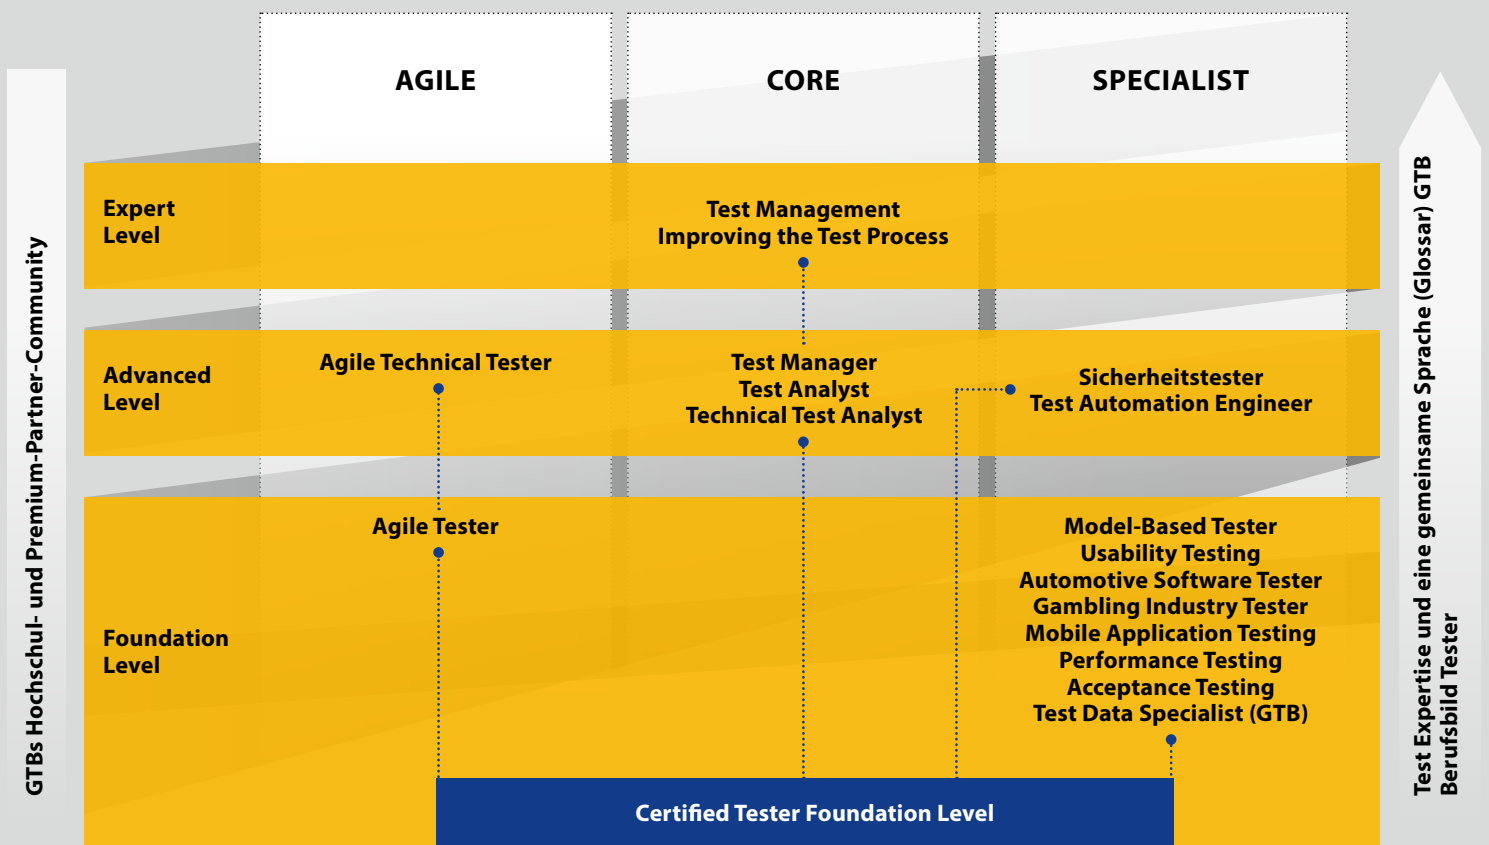 AGILE
CORE
SPECIALIST
Expert
Level
Test Management
Improving the Test Process
Advanced
Level
Agile Technical Tester
Test Manager
Test Analyst
Technical Test Analyst
Sicherheitstester
Test Automation Engineer
Foundation
Level
Agile Tester
Model-Based Tester
Usability Testing
Automotive Software Tester
Gambling Industry Tester
Mobile Application Testing
Performance Testing
Acceptance Testing
Test Data Specialist (GTB)
Certified Tester Foundation Level
GTBs Hochschul- und Premium-Partner-Community
Test Expertise und eine gemeinsame Sprache (Glossar) GTB
Berufsbild Tester